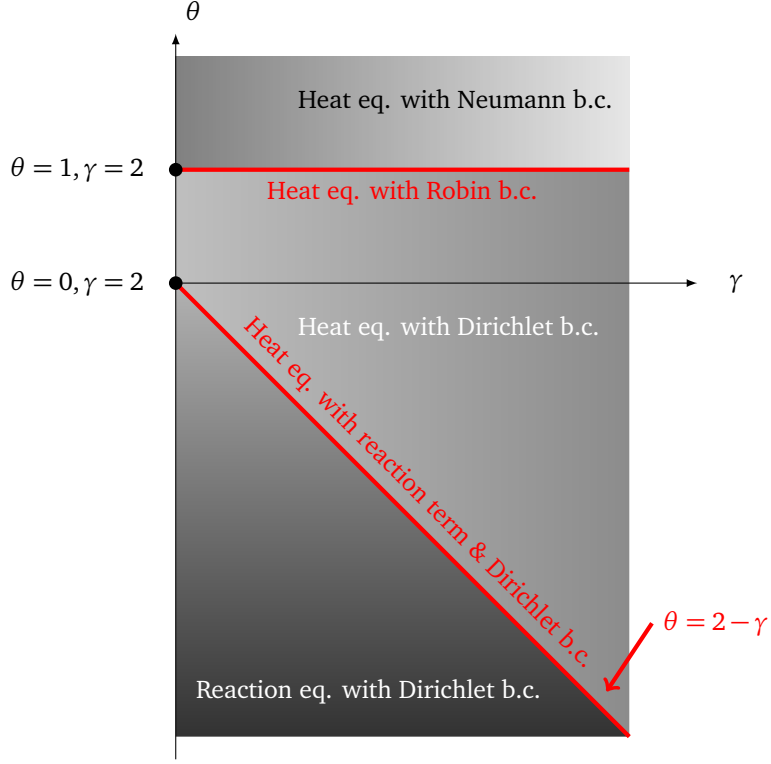 θ
Heat eq. with Neumann b.c.
θ = 1, γ = 2
Heat eq. with Robin b.c.
θ = 0, γ = 2
γ
Heat eq. with Dirichlet b.c.
Heat eq. with reaction term & Dirichlet b.c.
θ = 2 − γ
Reaction eq. with Dirichlet b.c.